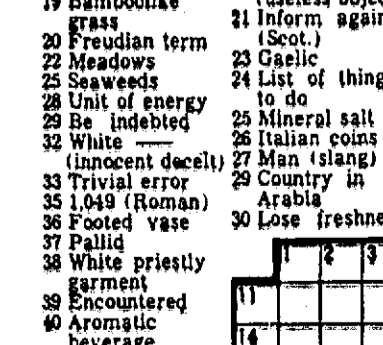 19 Bamboolike
grass
20 Freudian term
22 Meadows
25 Seaweeds
28 Unit of energy
29 Be indebted
32 White —
(innocent deceit)
33 Trivial error
35 1,049 (Roman)
36 Footed vase
37 Pallid
38 White priestly
garment
39 Encountered
40 Aromatic
beverage
(useless
21 Inform
(Scot.)
23 Gaelic
24 List of
to do
25 Mineral salt
26 Italian coins
27 Man (slang)
29 Country in
Arabia
30 Lose
1 2 3
11
14